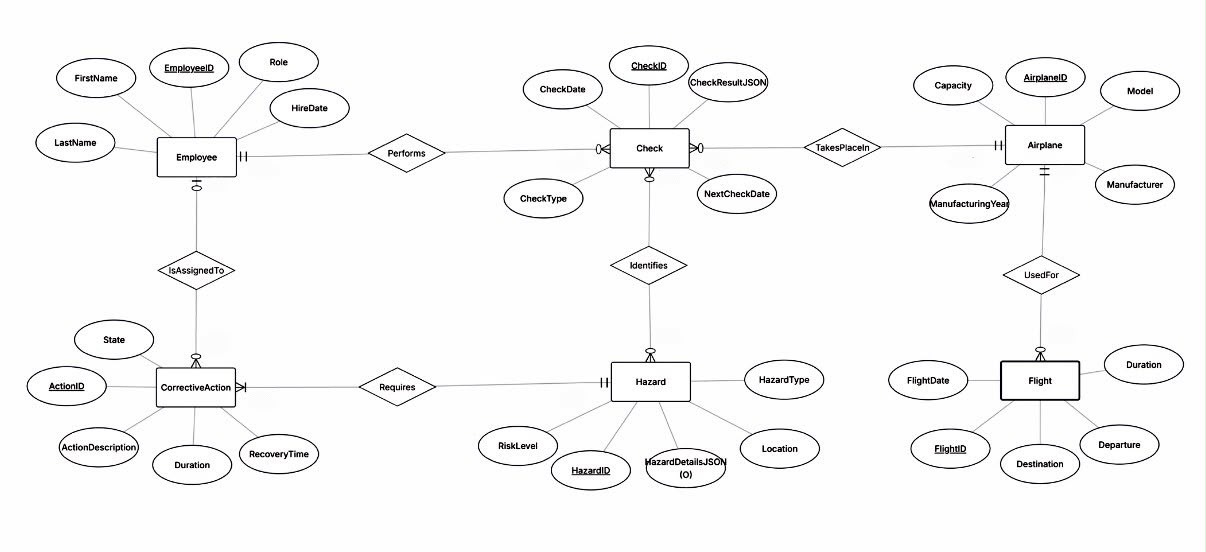 FirstName
EmployeeID
Role
HireDate
LastName
Employee
Performs
CheckDate
CheckID
CheckResultJSON
Check
CheckType
NextCheckDate
TakesPlaceIn
Capacity
AirplaneID
Model
Airplane
ManufacturingYear
Manufacturer
IsAssignedTo
Identifies
UsedFor
State
ActionID
CorrectiveAction
ActionDescription
Duration
RecoveryTime
Requires
Hazard
HazardType
RiskLevel
HazardID
HazardDetailsJSON
(O)
Location
FlightDate
Flight
Duration
FlightID
Destination
Departure